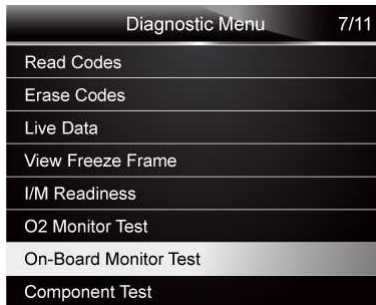 Diagnostic Menu 7/11
Read Codes
Erase Codes
Live Data
View Freeze Frame
I/M Readiness
O2 Monitor Test
On-Board Monitor Test
Component Test